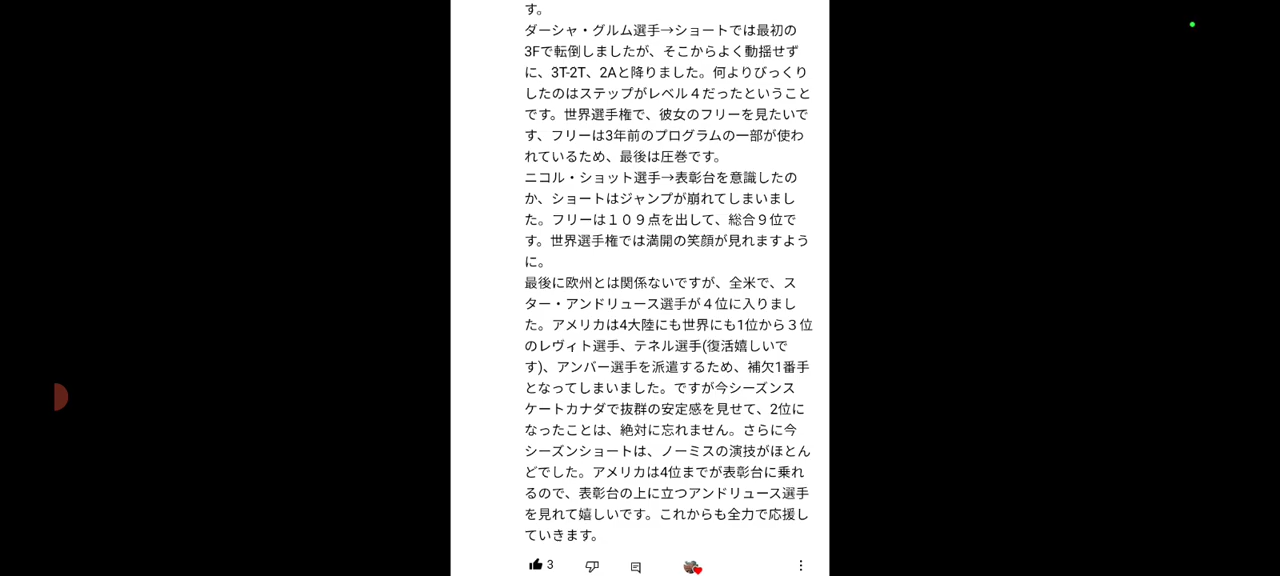 す。
ダーシャ・グルム選手→ショートでは最初の
3Fで転倒しましたが、そこからよく動揺せず
に、3T-2T、2Aと降りました。何よりびっくり
したのはステップがレベル４だったということ
です。世界選手権で、彼女のフリーを見たいで
す、フリーは3年前のプログラムの一部が使わ
れているため、最後は圧巻です。
ニコル・ショット選手→表彰台を意識したの
か、ショートはジャンプが崩れてしまいまし
た。フリーは１０９点を出して、総合９位で
す。世界選手権では満開の笑顔が見れますよう
に。
最後に欧州とは関係ないですが、全米で、ス
ター・アンドリュース選手が４位に入りまし
た。アメリカは4大陸にも世界にも1位から３位
のレヴィト選手、テネル選手(復活嬉しいで
す)、アンバー選手を派遣するため、補欠1番手
となってしまいました。ですが今シーズンス
ケートカナダで抜群の安定感を見せて、2位に
なったことは、絶対に忘れません。さらに今
シーズンショートは、ノーミスの演技がほとん
どでした。アメリカは4位までが表彰台に乗れ
るので、表彰台の上に立つアンドリュース選手
を見れて嬉しいです。これからも全力で応援し
ていきます。
3